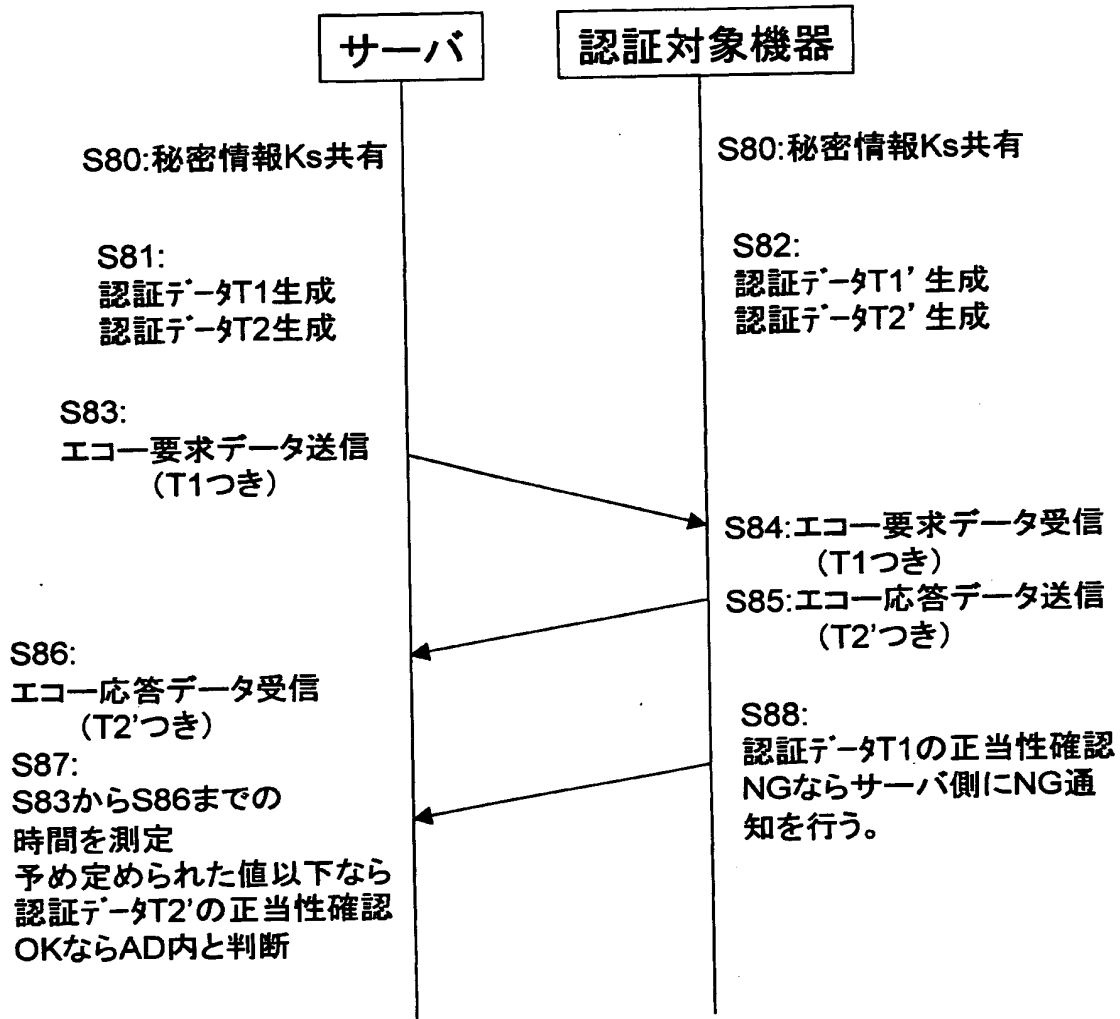 サーバ
認証対象機器
S80:秘密情報Ks共有
S80:秘密情報Ks共有
S81:
認証データT1生成
認証データT2生成
S82:
認証データT1’生成
認証データT2’生成
S83:
エコー要求データ送信
(T1つき)
S84:エコー要求データ受信
(T1つき)
S85:エコー応答データ送信
(T2'つき)
S86:
エコー応答データ受信
(T2'つき)
S87:
S83からS86までの
時間を測定
予め定められた値以下なら
認証データT2'の正当性確認
OKならAD内と判断
S88:
認証データT1の正当性確認
NGならサーバ側にNG通
知を行う。